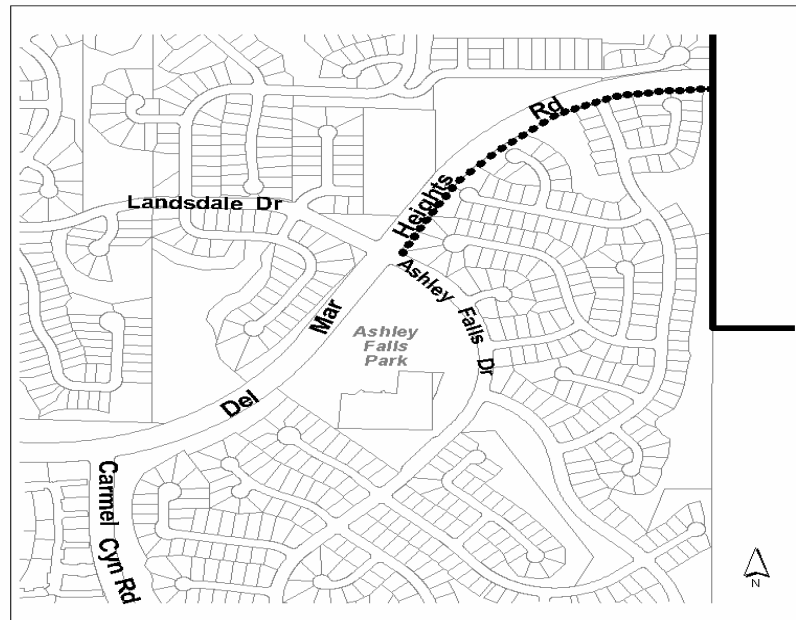 Rd
Heights
Landsdale Dr
Ashley Falls Dr
Mar
Ashley
Falls
Park
Del
Carmel Cyn Rd
N